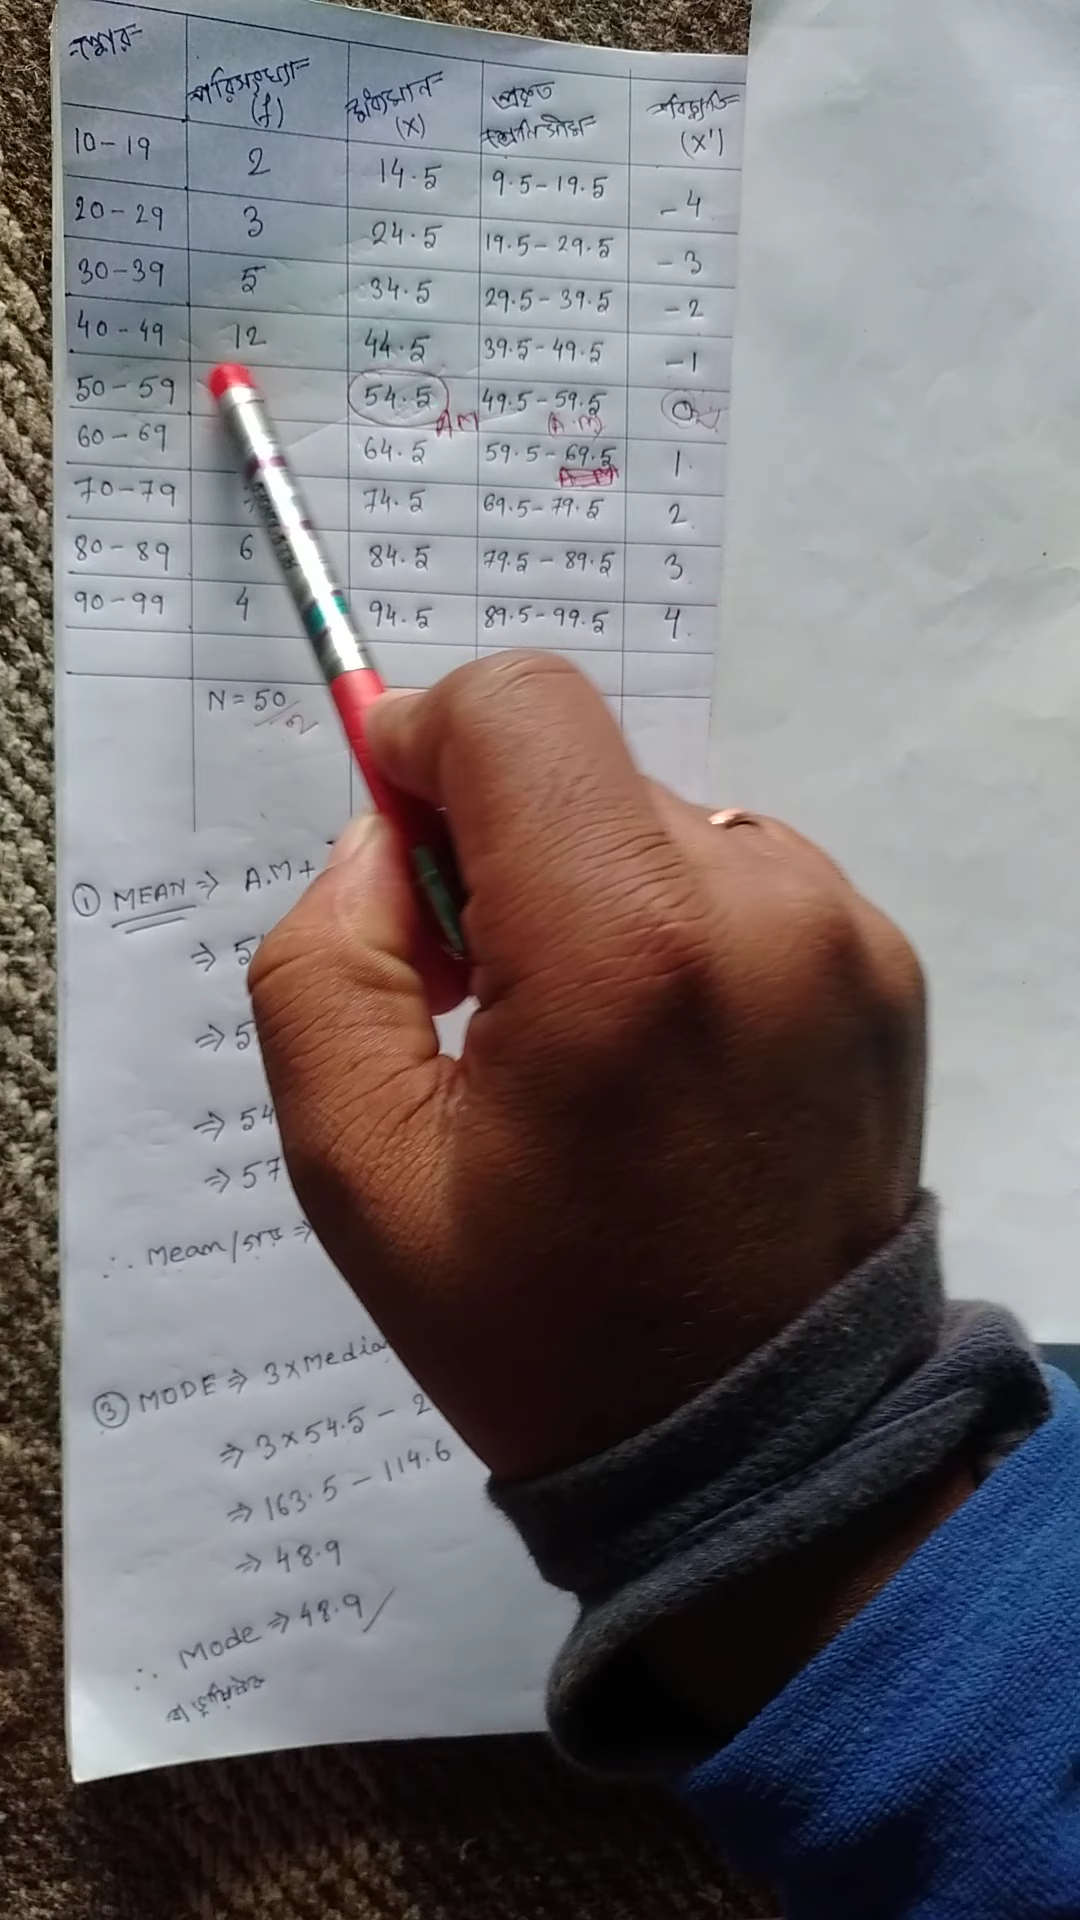 নম্বর
পরিসংখ্যা (f)
মধ্যমান (X)
প্রকৃত শ্রেণিসীমা
বিচ্যুতি (x')
10-19 2 14.5 9.5-19.5 -4
20-29 3 24.5 19.5-29.5 -3
30-39 5 34.5 29.5-39.5 -2
40-49 12 44.5 39.5-49.5 -1
50-59 54.5 49.5-59.5 0
AM (A.M)
60-69 64.5 59.5-69.5 1.
70-79 74.5 69.5-79.5 2.
80-89 6 84.5 79.5-89.5 3.
90-99 4 94.5 89.5-99.5 4.
N = 50
① MEAN ⇒ A.M +
⇒ 5
⇒ 5
⇒ 54
⇒ 57
∴ Mean/গড় ⇒
③ MODE ⇒ 3×Media
⇒ 3×54.5 - 2
⇒ 163.5 - 114.6
⇒ 48.9
∴ Mode ⇒ 48.9
বা ভূষিষ্ঠক